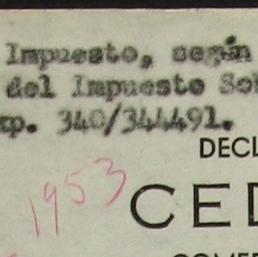 Impuesto, según
del Impuesto So
xp. 340/344491.
DECL
1953
CED